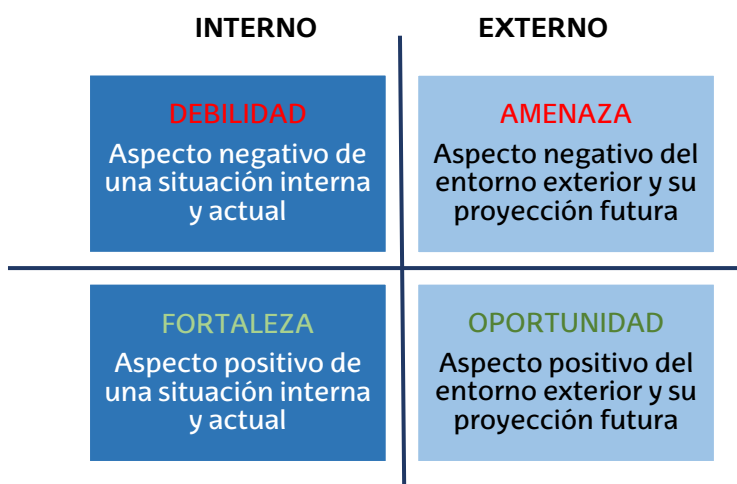 INTERNO
EXTERNO
DEBILIDAD
Aspecto negativo de
una situación interna
y actual
AMENAZA
Aspecto negativo del
entorno exterior y su
proyección futura
FORTALEZA
Aspecto positivo de
una situación interna
y actual
OPORTUNIDAD
Aspecto positivo del
entorno exterior y su
proyección futura